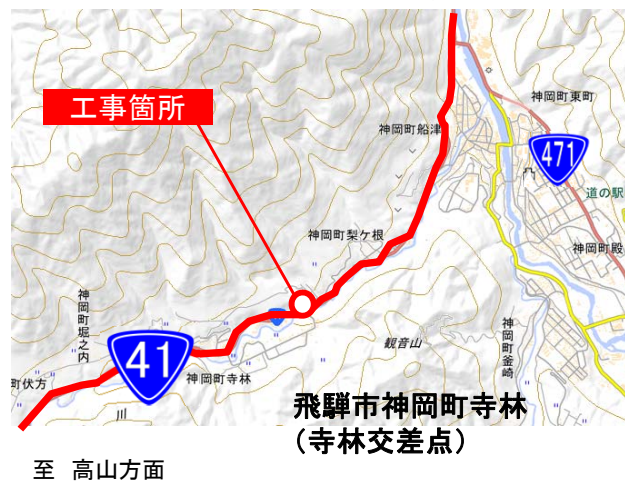 神岡町東町
工事箇所
神岡町船津
471
道の駅
神岡町梨ケ根
神岡町殿
神岡町堀之内
41
観音山
神岡町釜崎
町伏方
神岡町寺林
川
飛騨市神岡町寺林
（寺林交差点）
至 高山方面